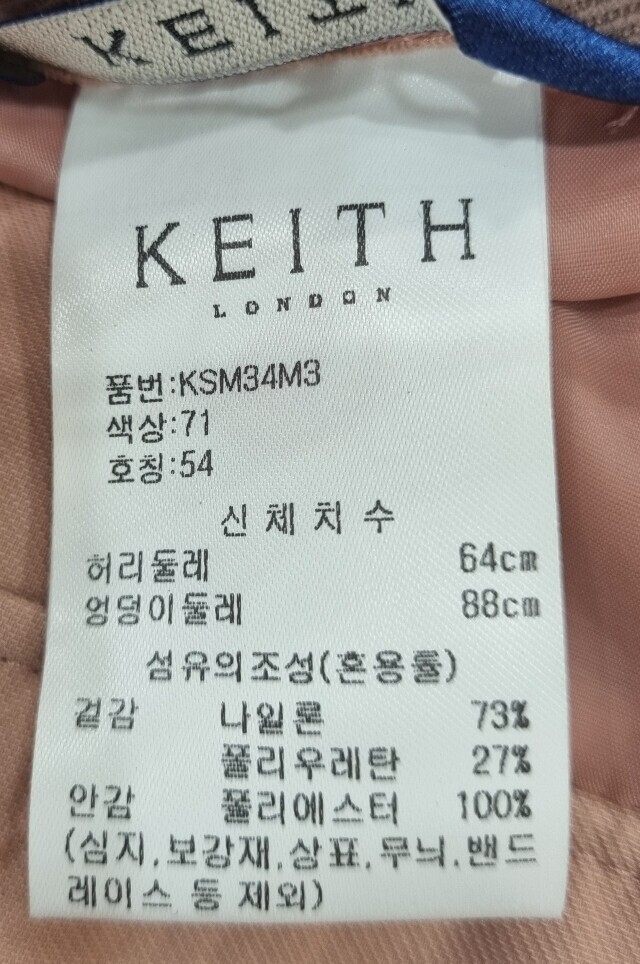 KEITH
KEITH
LONDON
품번:KSM34M3
색상:71
호칭:54
신체치수
허리둘레 64cm
엉덩이둘레 88cm
섬유의조성(혼용률)
겉감 나일론 73%
폴리우레탄 27%
안감 폴리에스터 100%
(심지.보강재.상표.무늬.밴드
레이스 등 제외)